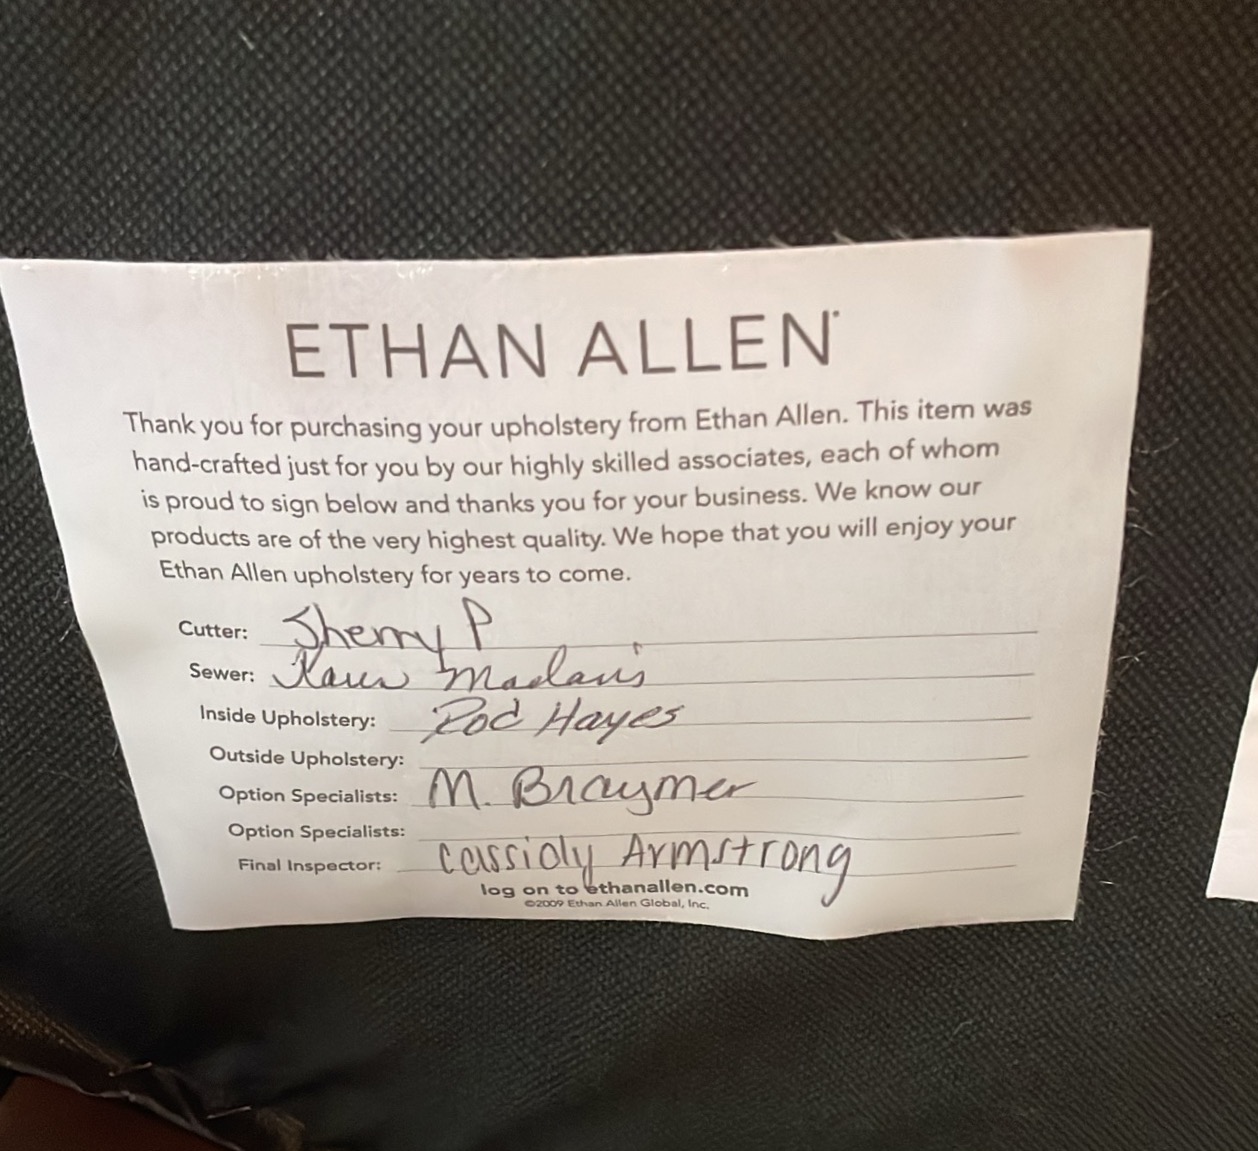 ETHAN ALLEN
Thank you for purchasing your upholstery from Ethan Allen. This item was
hand-crafted just for you by our highly skilled associates, each of whom
is proud to sign below and thanks you for your business. We know our
products are of the very highest quality. We hope that you will enjoy your
Ethan Allen upholstery for years to come.
Cutter: Sherry P
Sewer:
Inside Upholstery: Rod Hayes
Outside Upholstery:
Option Specialists: M. Braymer
Option Specialists:
Final Inspector: Cassidy Armstrong
log on to ethanallen.com
©2009 Ethan Allen Global, Inc.